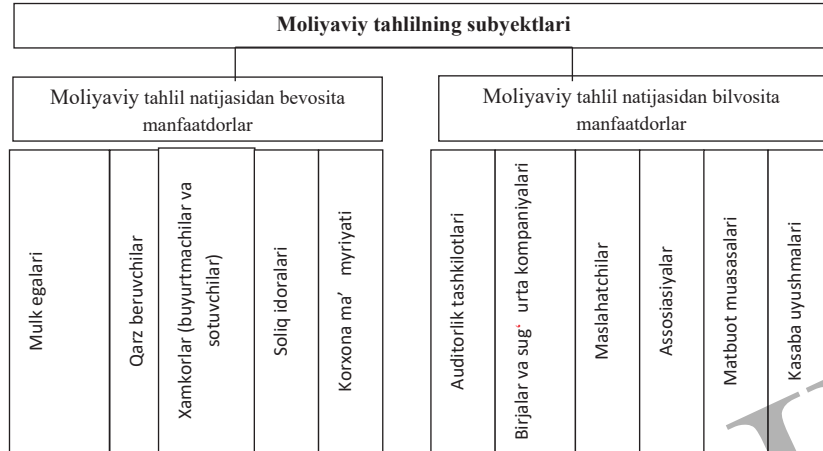 Moliyaviy tahlilning subyektlari
Moliyaviy tahlil natijasidan bevosita
manfaatdorlar
Moliyaviy tahlil natijasidan bilvosita
manfaatdorlar
Mulk egalari
Qarz beruvchilar
Xamkorlar (buyurtmachilar va
sotuvchilar)
Soliq idoralari
Korxona ma’ myriyati
Auditorlik tashkilotlari
Birjalar va sug‘ urta kompaniyalari
Maslahatchilar
Assosiasiyalar
Matbuot muasasalari
Kasaba uyushmalari